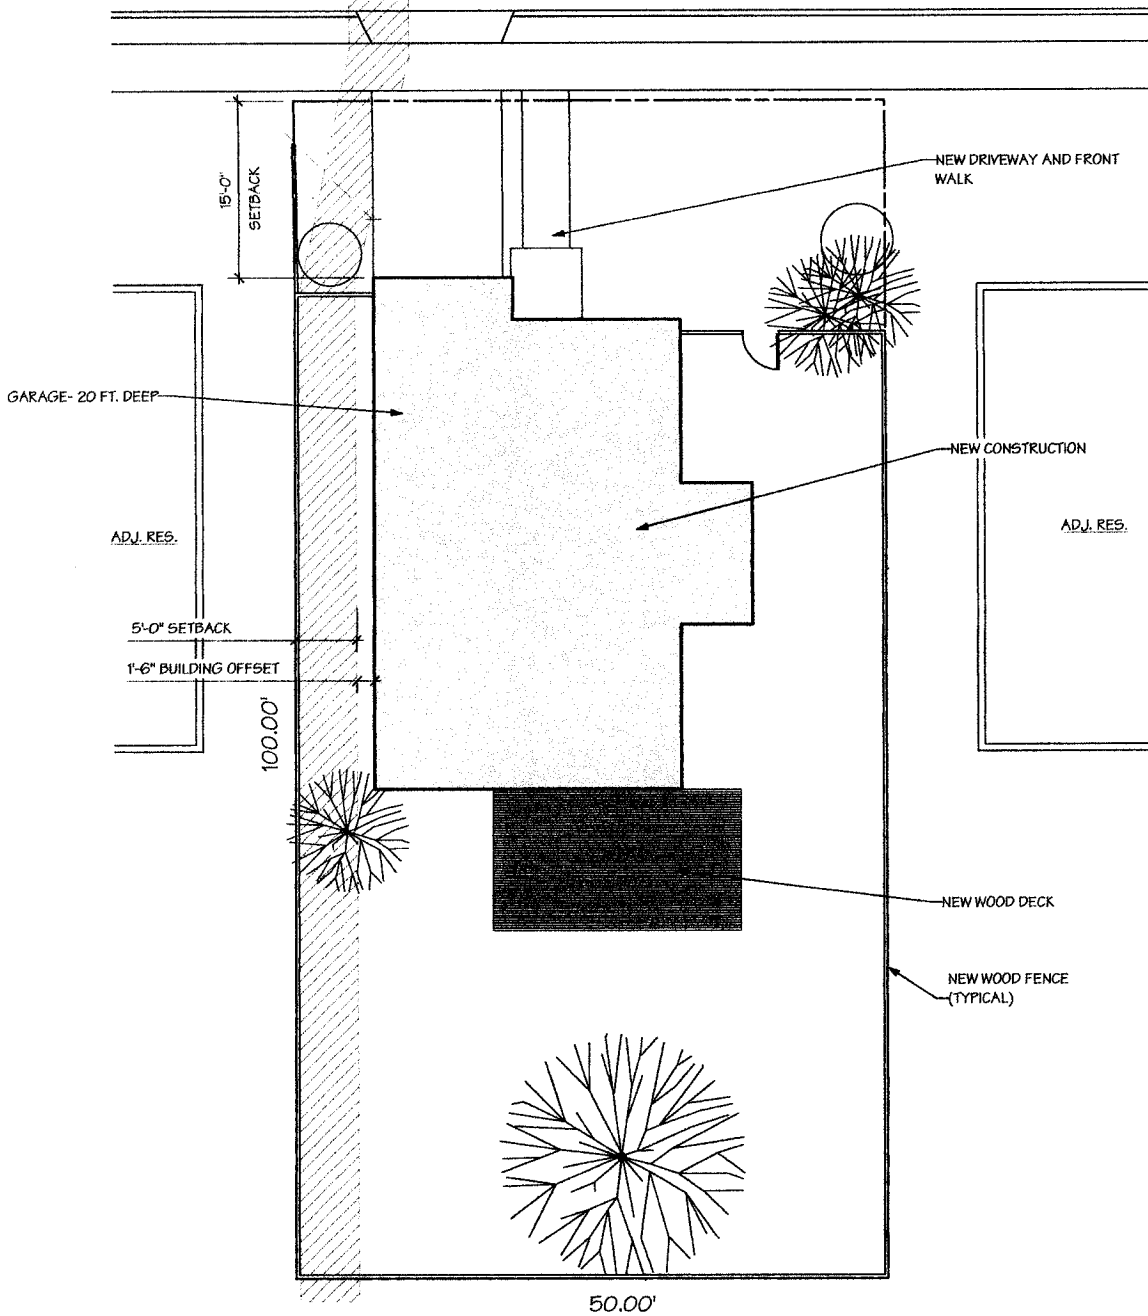 NEW DRIVEWAY AND FRONT
WALK
15'-0"
SETBACK
GARAGE- 20 FT. DEEP
NEW CONSTRUCTION
ADJ. RES.
ADJ. RES.
5'-0" SETBACK
1'-6" BUILDING OFFSET
100.00'
NEW WOOD DECK
NEW WOOD FENCE
(TYPICAL)
50.00'